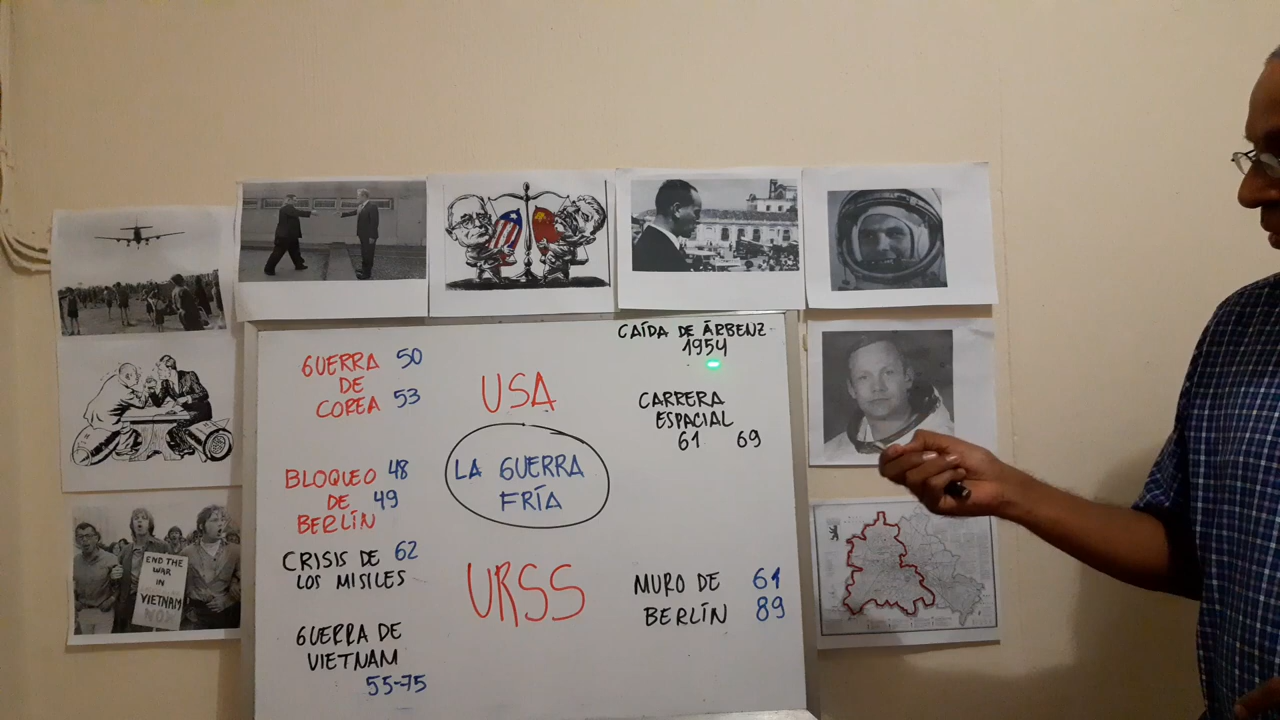 GUERRA 50
DE
COREA 53
BLOQUEO 48
DE 49
BERLÍN
CRISIS DE 62
LOS MISILES
GUERRA DE
VIETNAM
55-75
USA
LA GUERRA
FRÍA
URSS
CAÍDA DE ÁRBENZ
1954
CARRERA
ESPACIAL
61 69
MURO DE 61
BERLÍN 89
END THE
WAR
IN
VIETNAM
NOW